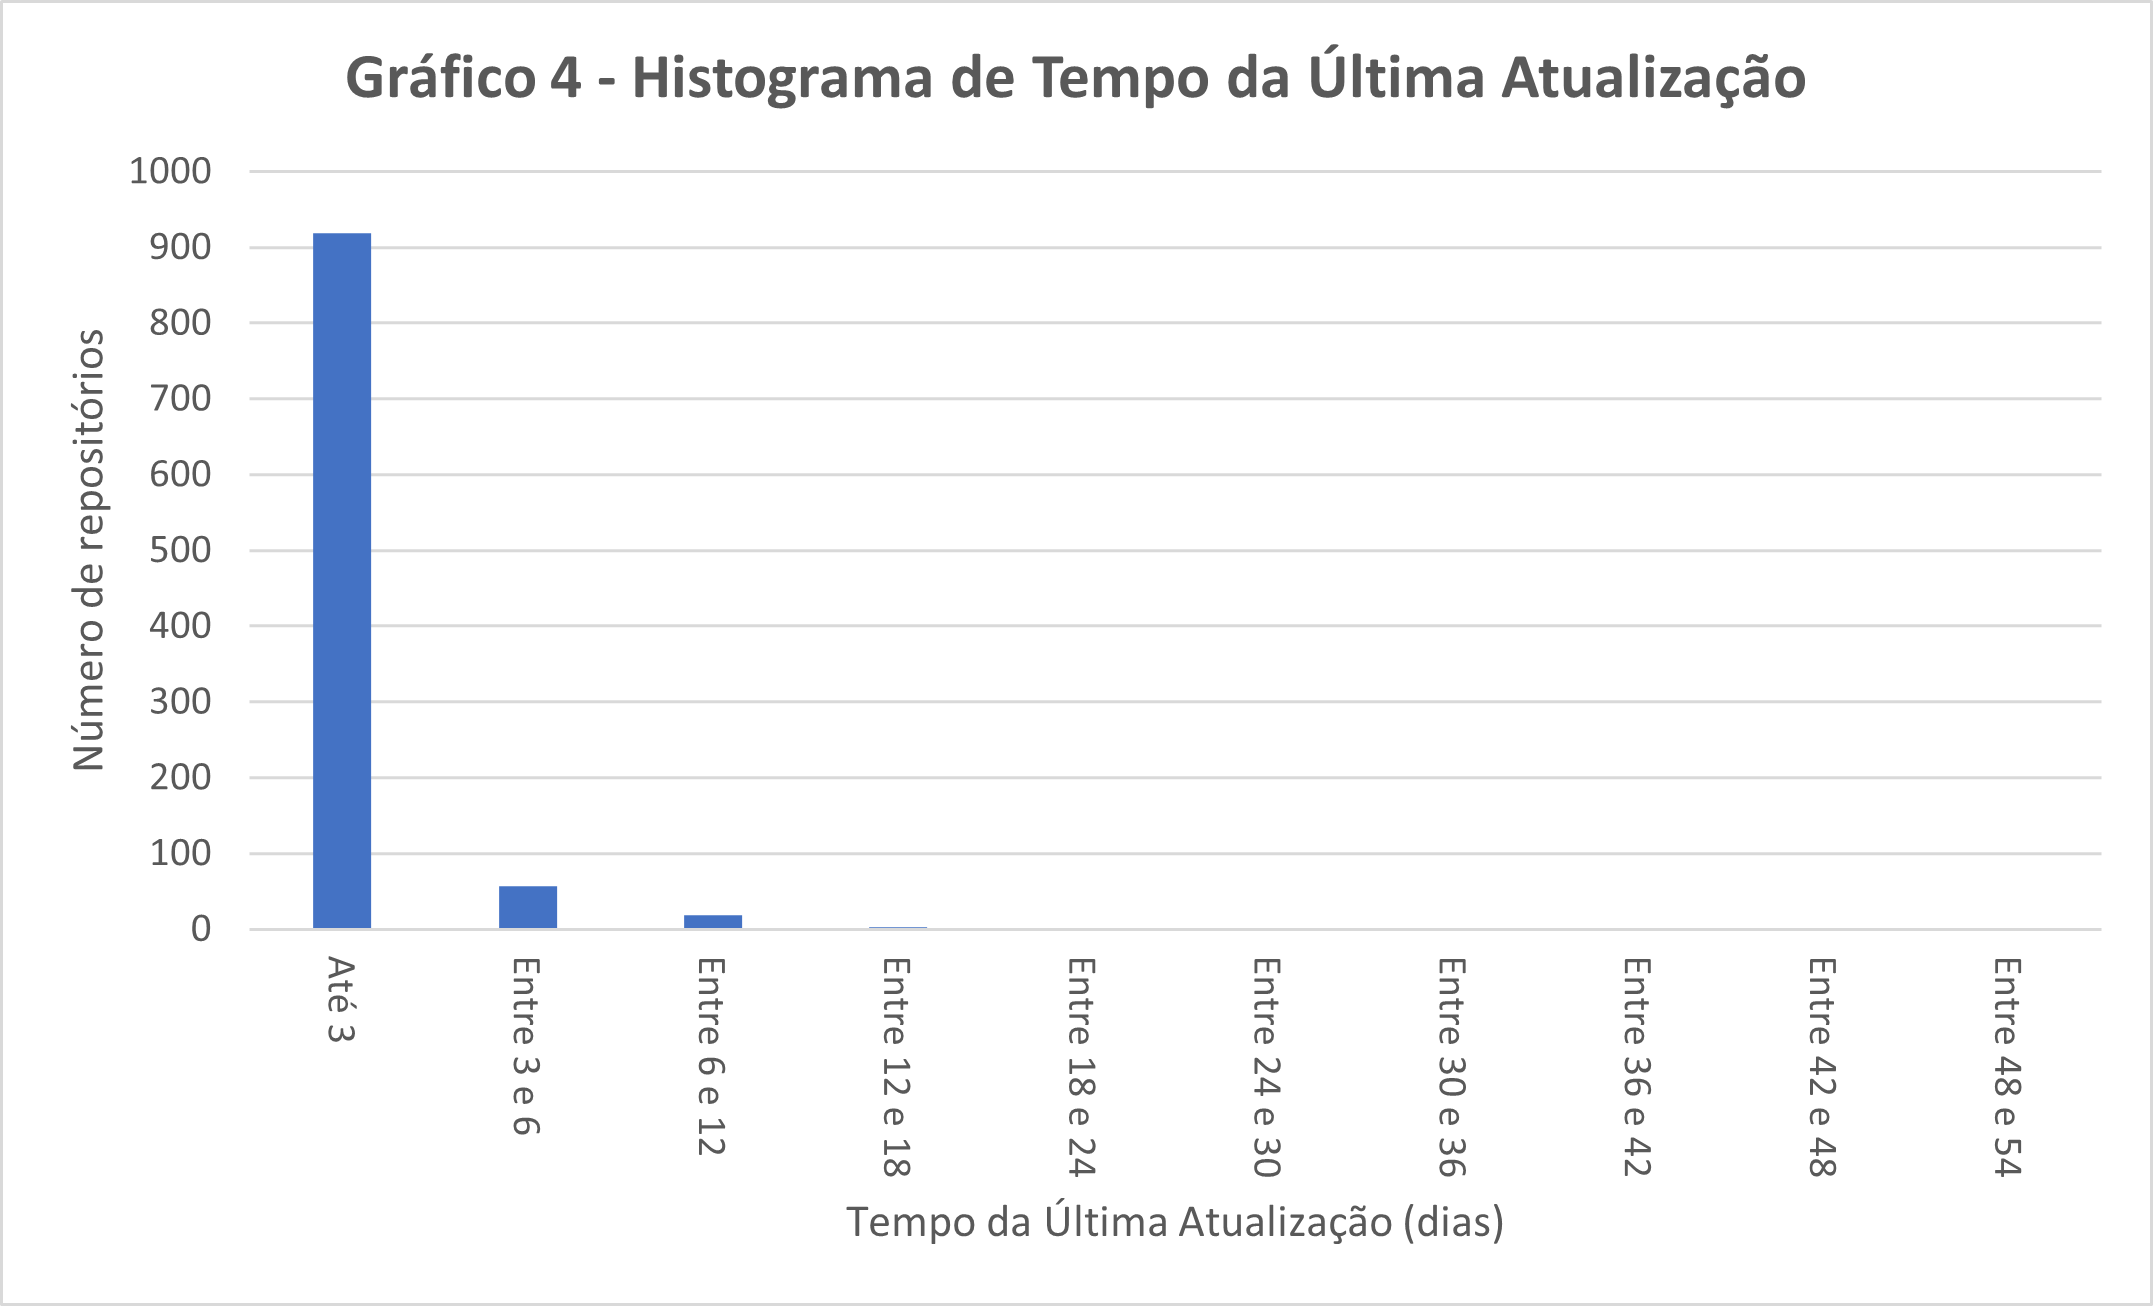 Gráfico 4 - Histograma de Tempo da Última Atualização
Número de repositórios
1000
900
800
700
600
500
400
300
200
100
0
Até 3
Entre 3 e 6
Entre 6 e 12
Entre 12 e 18
Entre 18 e 24
Entre 24 e 30
Entre 30 e 36
Entre 36 e 42
Entre 42 e 48
Entre 48 e 54
Tempo da Última Atualização (dias)